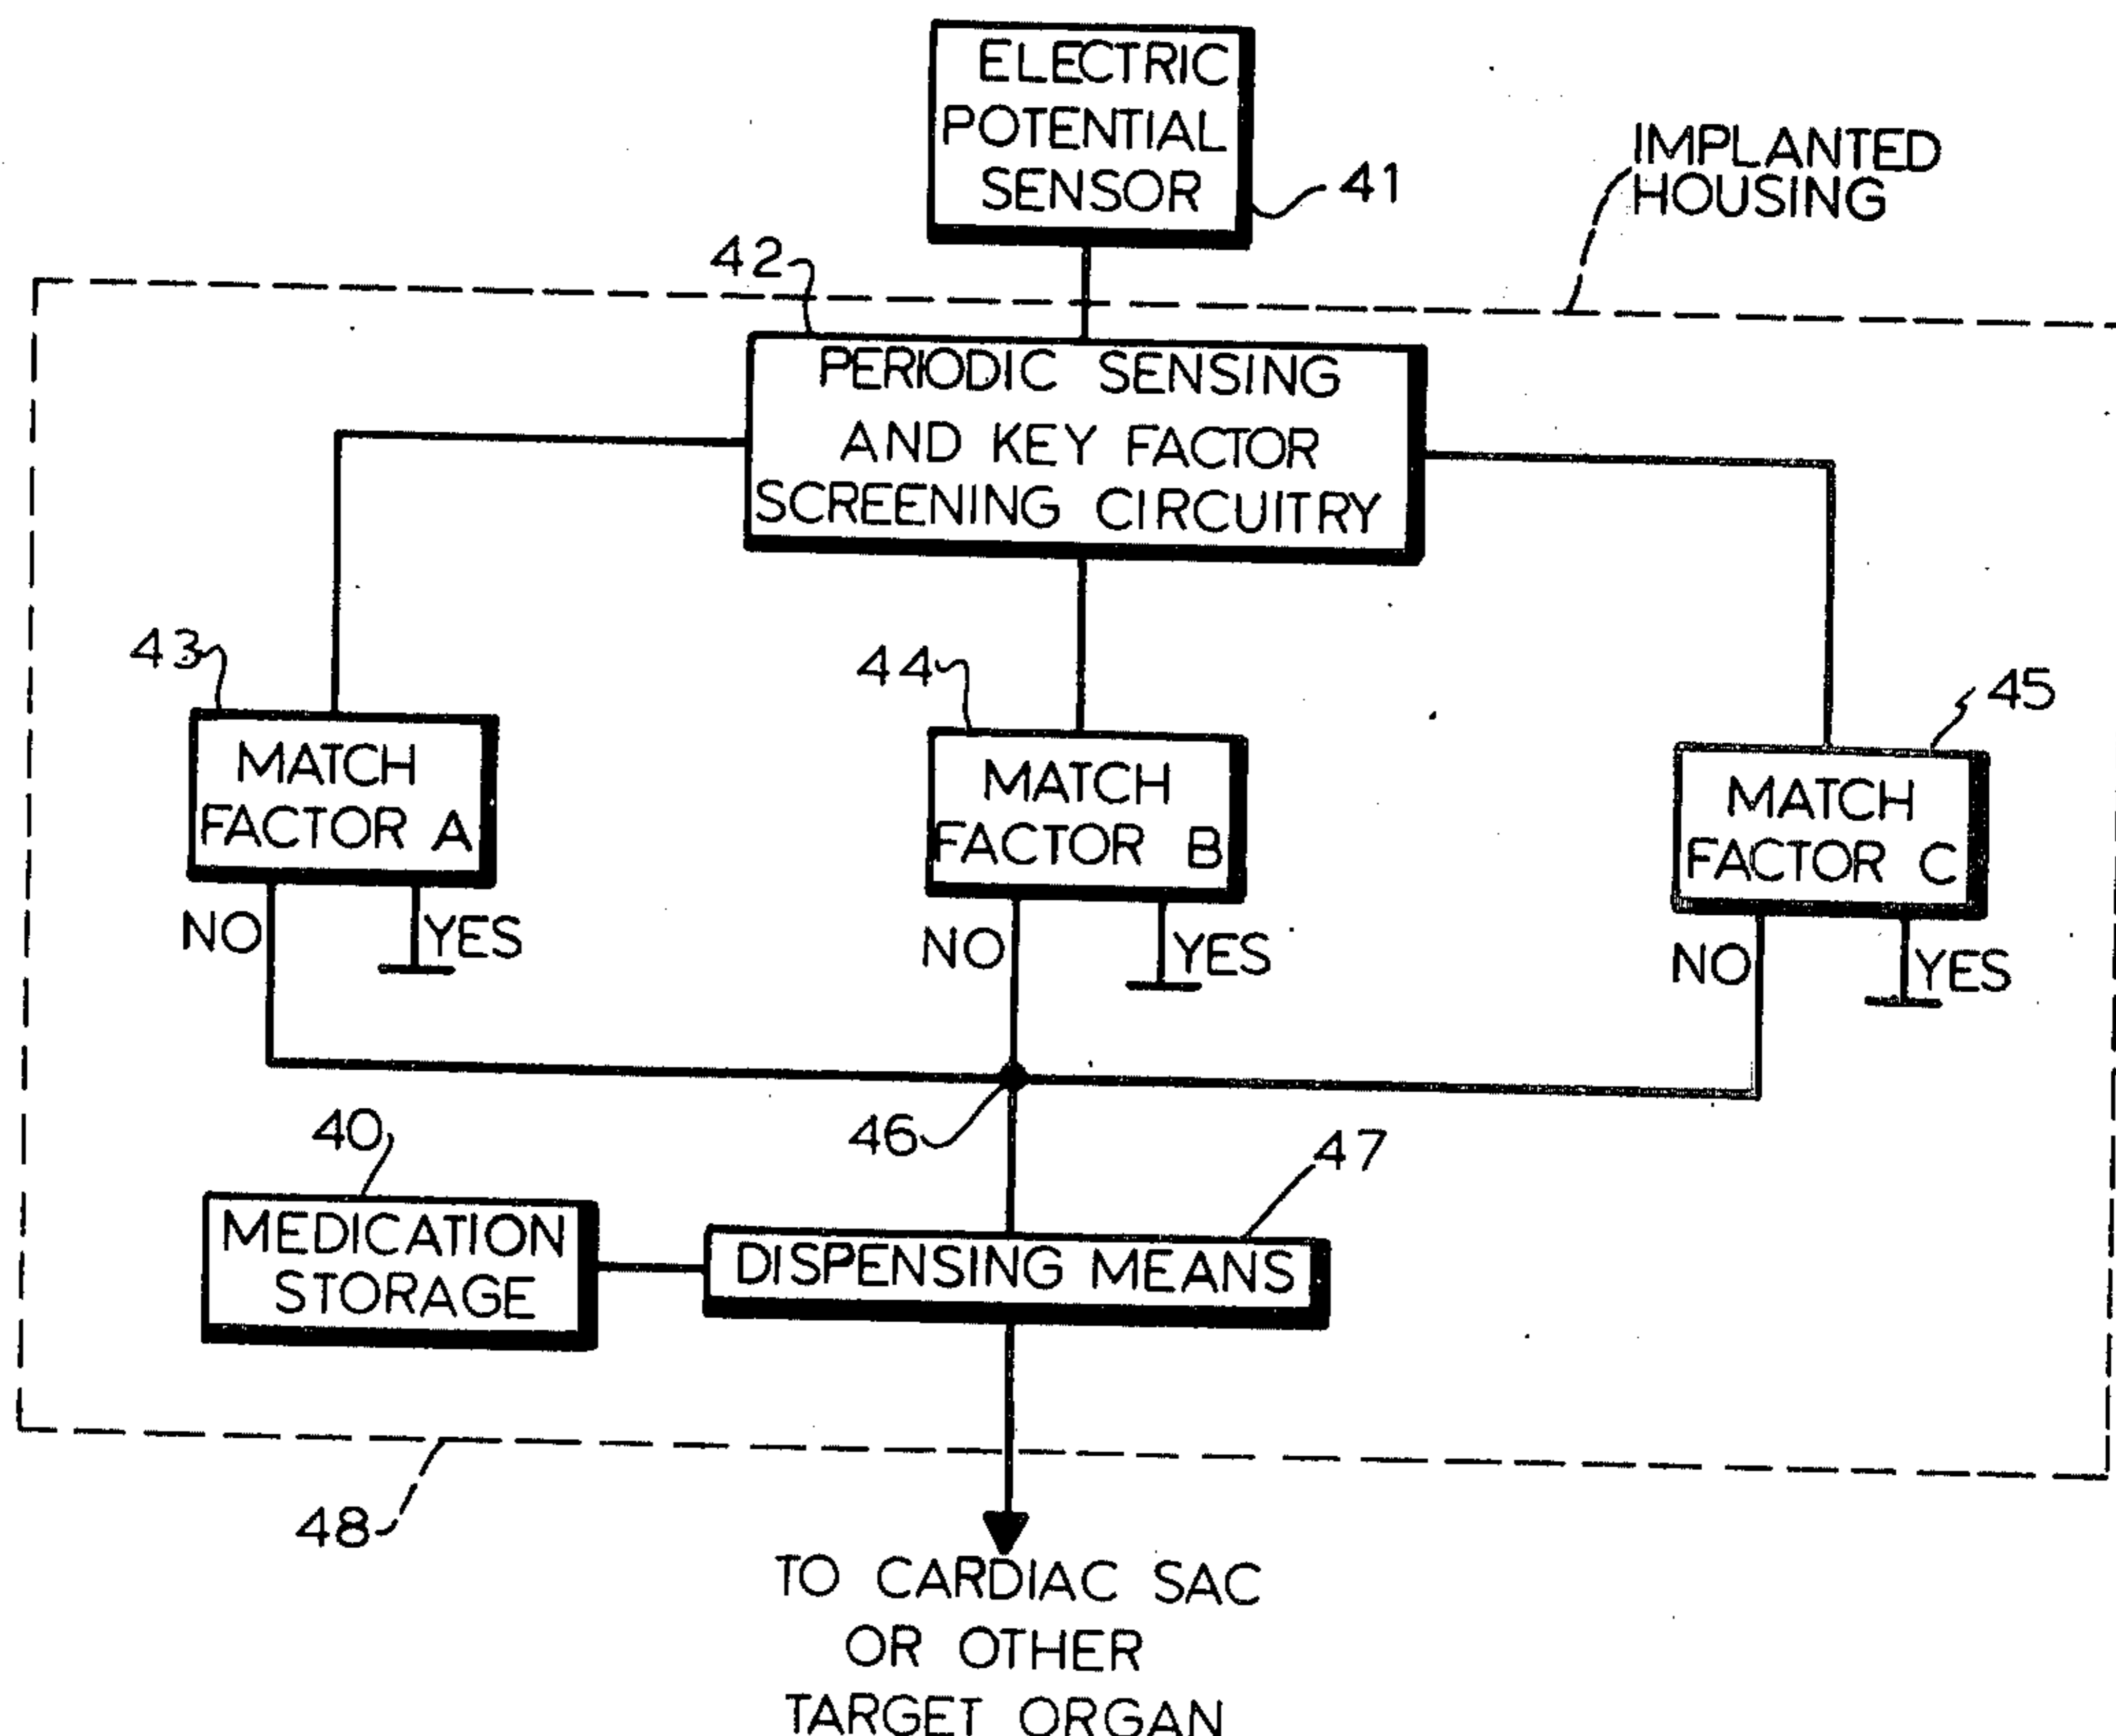 ELECTRIC
POTENTIAL
SENSOR
41
IMPLANTED
HOUSING
42
PERIODIC SENSING
AND KEY FACTOR
SCREENING CIRCUITRY
43
MATCH
FACTOR A
NO
YES
44
MATCH
FACTOR B
NO
YES
45
MATCH
FACTOR C
NO
YES
46
40
MEDICATION
STORAGE
47
DISPENSING MEANS
48
TO CARDIAC SAC
OR OTHER
TARGET ORGAN